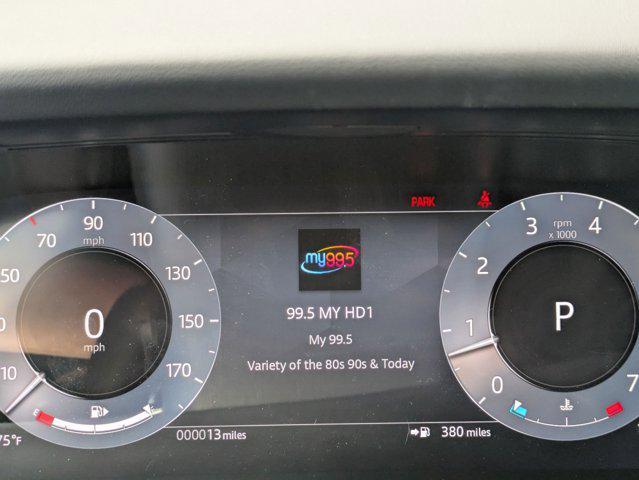 PARK
90
mph
70
110
50
130
150
10
170
0
mph
E
75°F
000013 miles
my99.5
99.5 MY HD1
My 99.5
Variety of the 80s 90s & Today
380 miles
3
rpm
x 1000
4
2
1
0
7
P